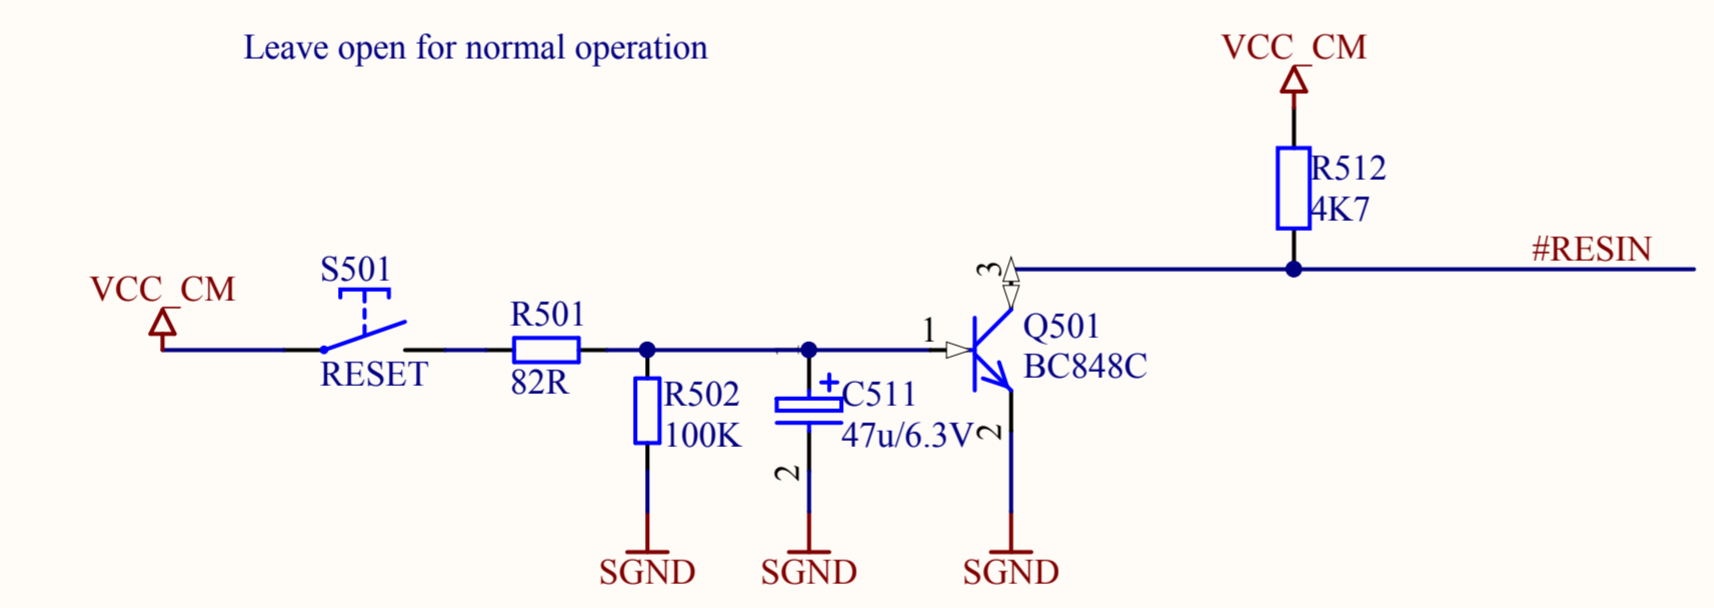 Leave open for normal operation
VCC_CM
R512
4K7
#RESIN
S501
VCC_CM
RESET
R501
82R
R502
100K
C511
47u/6.3V
2
1
3
Q501
BC848C
2
SGND
SGND
SGND